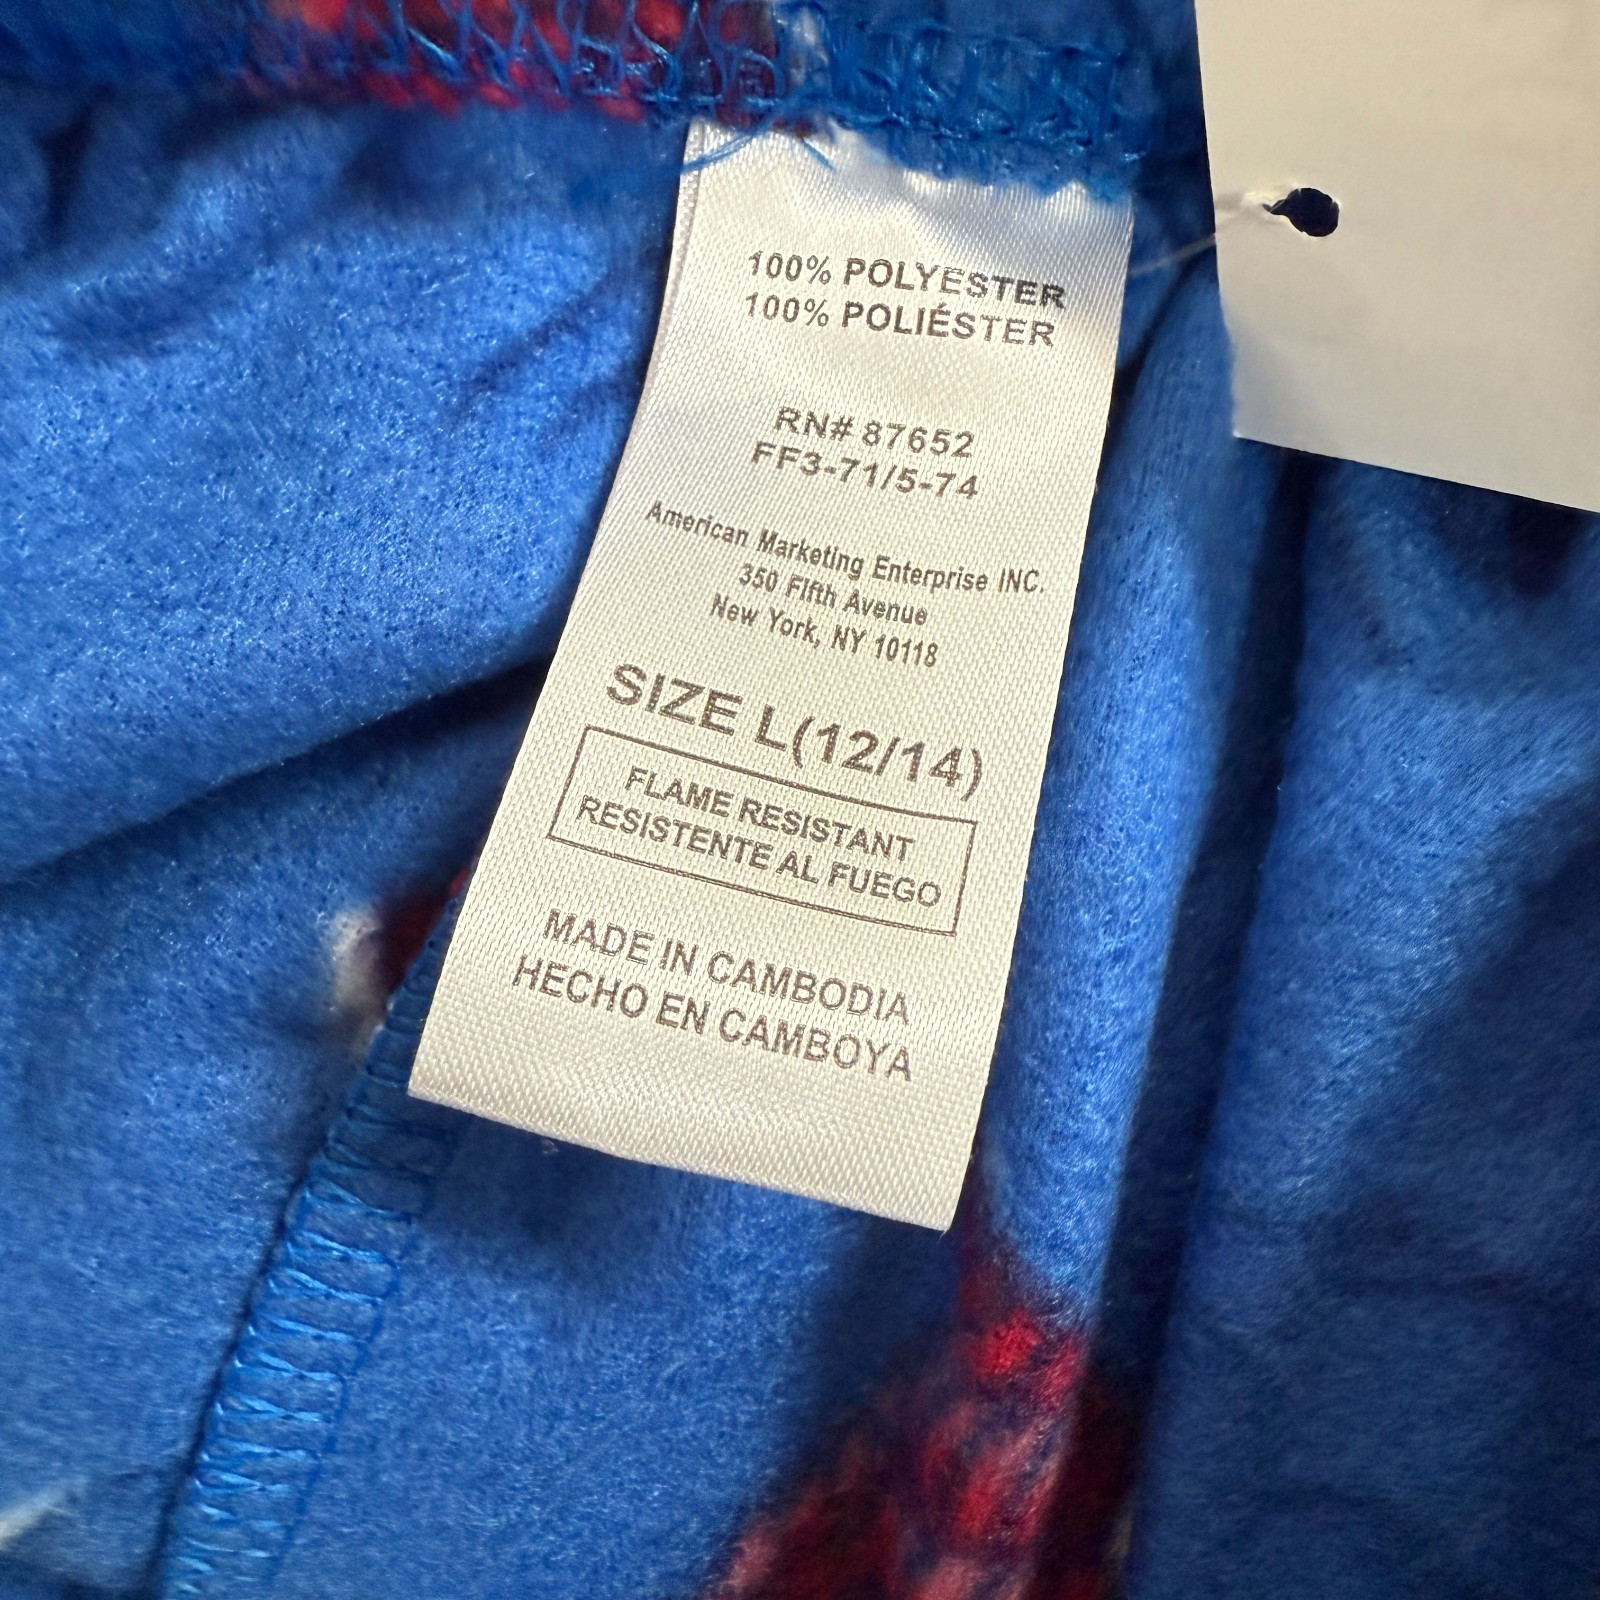 100% POLYESTER
100% POLIÉSTER
RN# 87652
FF3-71/5-74
American Marketing Enterprise INC.
350 Fifth Avenue
New York, NY 10118
SIZE L(12/14)
FLAME RESISTANT
RESISTENTE AL FUEGO
MADE IN CAMBODIA
HECHO EN CAMBOYA